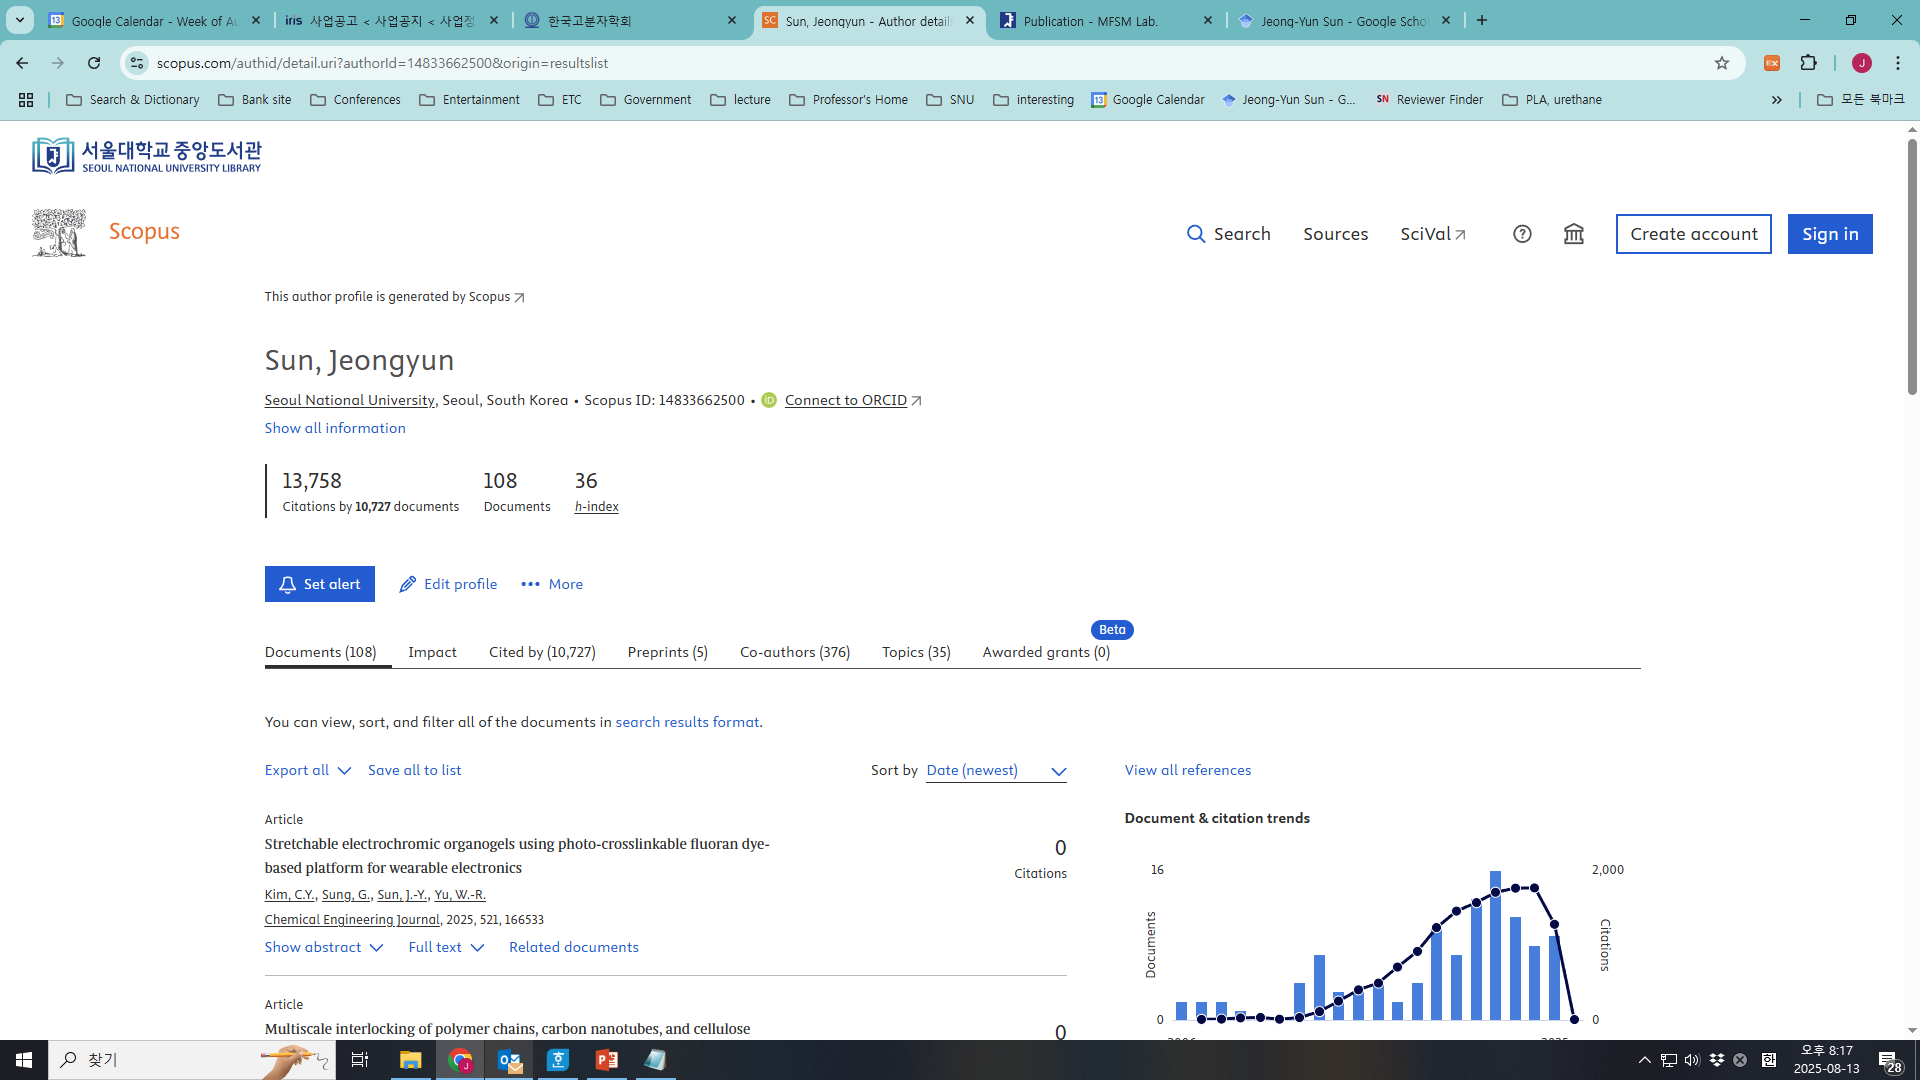 Google Calendar - Week of Au
사업공고 < 사업공지 < 사업정
한국고분자학회
Sun, Jeongyun - Author details
Publication - MFSM Lab.
Jeong-Yun Sun - Google Schol
scopus.com/authid/detail.uri?authorId=14833662500&origin=resultslist
Search & Dictionary
Bank site
Conferences
Entertainment
ETC
Government
lecture
Professor's Home
SNU
interesting
Google Calendar
Jeong-Yun Sun - G...
SN Reviewer Finder
PLA, urethane
모든 북마크
서울대학교 중앙도서관
SEOUL NATIONAL UNIVERSITY LIBRARY
Scopus
Search
Sources
SciVal
Create account
Sign in
This author profile is generated by Scopus
Sun, Jeongyun
Seoul National University, Seoul, South Korea • Scopus ID: 14833662500 • iD Connect to ORCID
Show all information
13,758
Citations by 10,727 documents
108
Documents
36
h-index
Set alert
Edit profile
More
Beta
Documents (108)
Impact
Cited by (10,727)
Preprints (5)
Co-authors (376)
Topics (35)
Awarded grants (0)
You can view, sort, and filter all of the documents in search results format.
Export all
Save all to list
Sort by Date (newest)
View all references
Article
Stretchable electrochromic organogels using photo-crosslinkable fluoran dye-
based platform for wearable electronics
Kim, C.Y., Sung, G., Sun, J.-Y., Yu, W.-R.
Chemical Engineering Journal, 2025, 521, 166533
0
Citations
Show abstract
Full text
Related documents
Article
Multiscale interlocking of polymer chains, carbon nanotubes, and cellulose
0
Document & citation trends
16
2,000
Documents
Citations
0
0
찾기
오후 8:17
2025-08-13
한
28